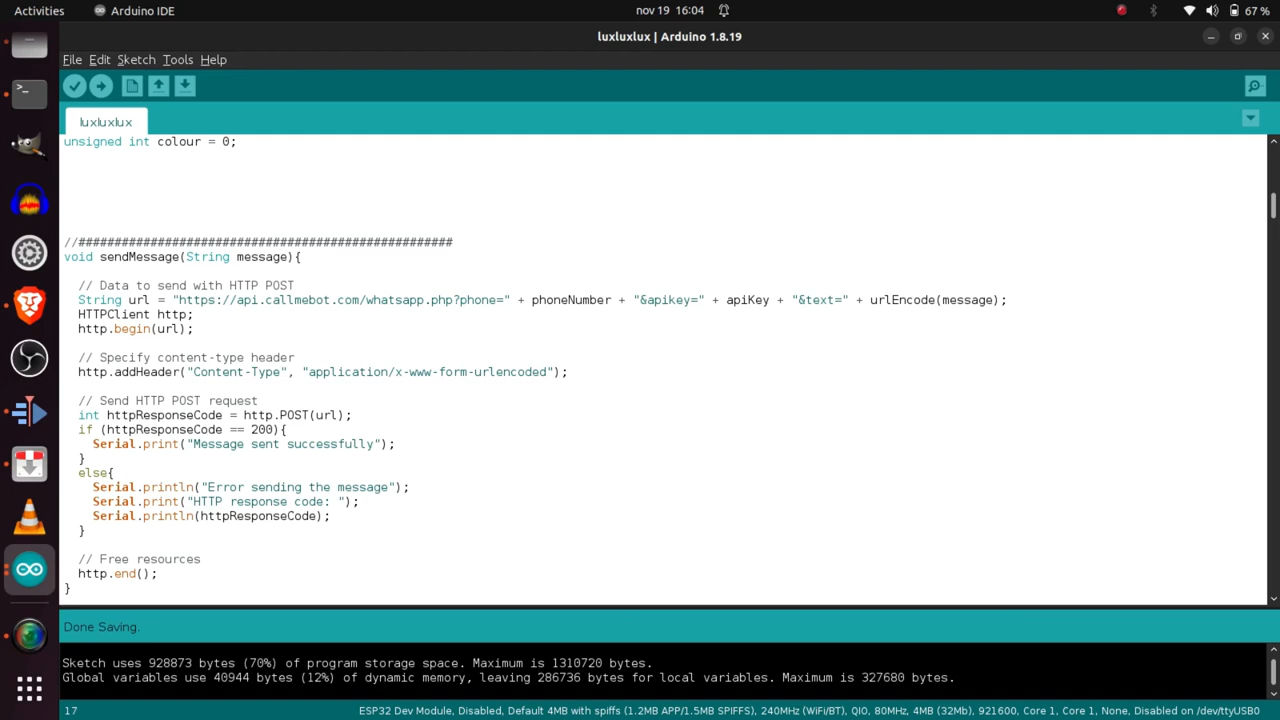 Activities Arduino IDE nov 19 16:04 67 %
luxluxlux | Arduino 1.8.19
File Edit Sketch Tools Help
luxluxlux
unsigned int colour = 0;
//####################################################
void sendMessage(String message){
// Data to send with HTTP POST
String url = "https://api.callmebot.com/whatsapp.php?phone=" + phoneNumber + "&apikey=" + apiKey + "&text=" + urlEncode(message);
HTTPClient http;
http.begin(url);
// Specify content-type header
http.addHeader("Content-Type", "application/x-www-form-urlencoded");
// Send HTTP POST request
int httpResponseCode = http.POST(url);
if (httpResponseCode == 200){
Serial.print("Message sent successfully");
}
else{
Serial.println("Error sending the message");
Serial.print("HTTP response code: ");
Serial.println(httpResponseCode);
}
// Free resources
http.end();
}
Done Saving.
Sketch uses 928873 bytes (70%) of program storage space. Maximum is 1310720 bytes.
Global variables use 40944 bytes (12%) of dynamic memory, leaving 286736 bytes for local variables. Maximum is 327680 bytes.
17 ESP32 Dev Module, Disabled, Default 4MB with spiffs (1.2MB APP/1.5MB SPIFFS), 240MHz (WiFi/BT), QIO, 80MHz, 4MB (32Mb), 921600, Core 1, Core 1, None, Disabled on /dev/ttyUSB0